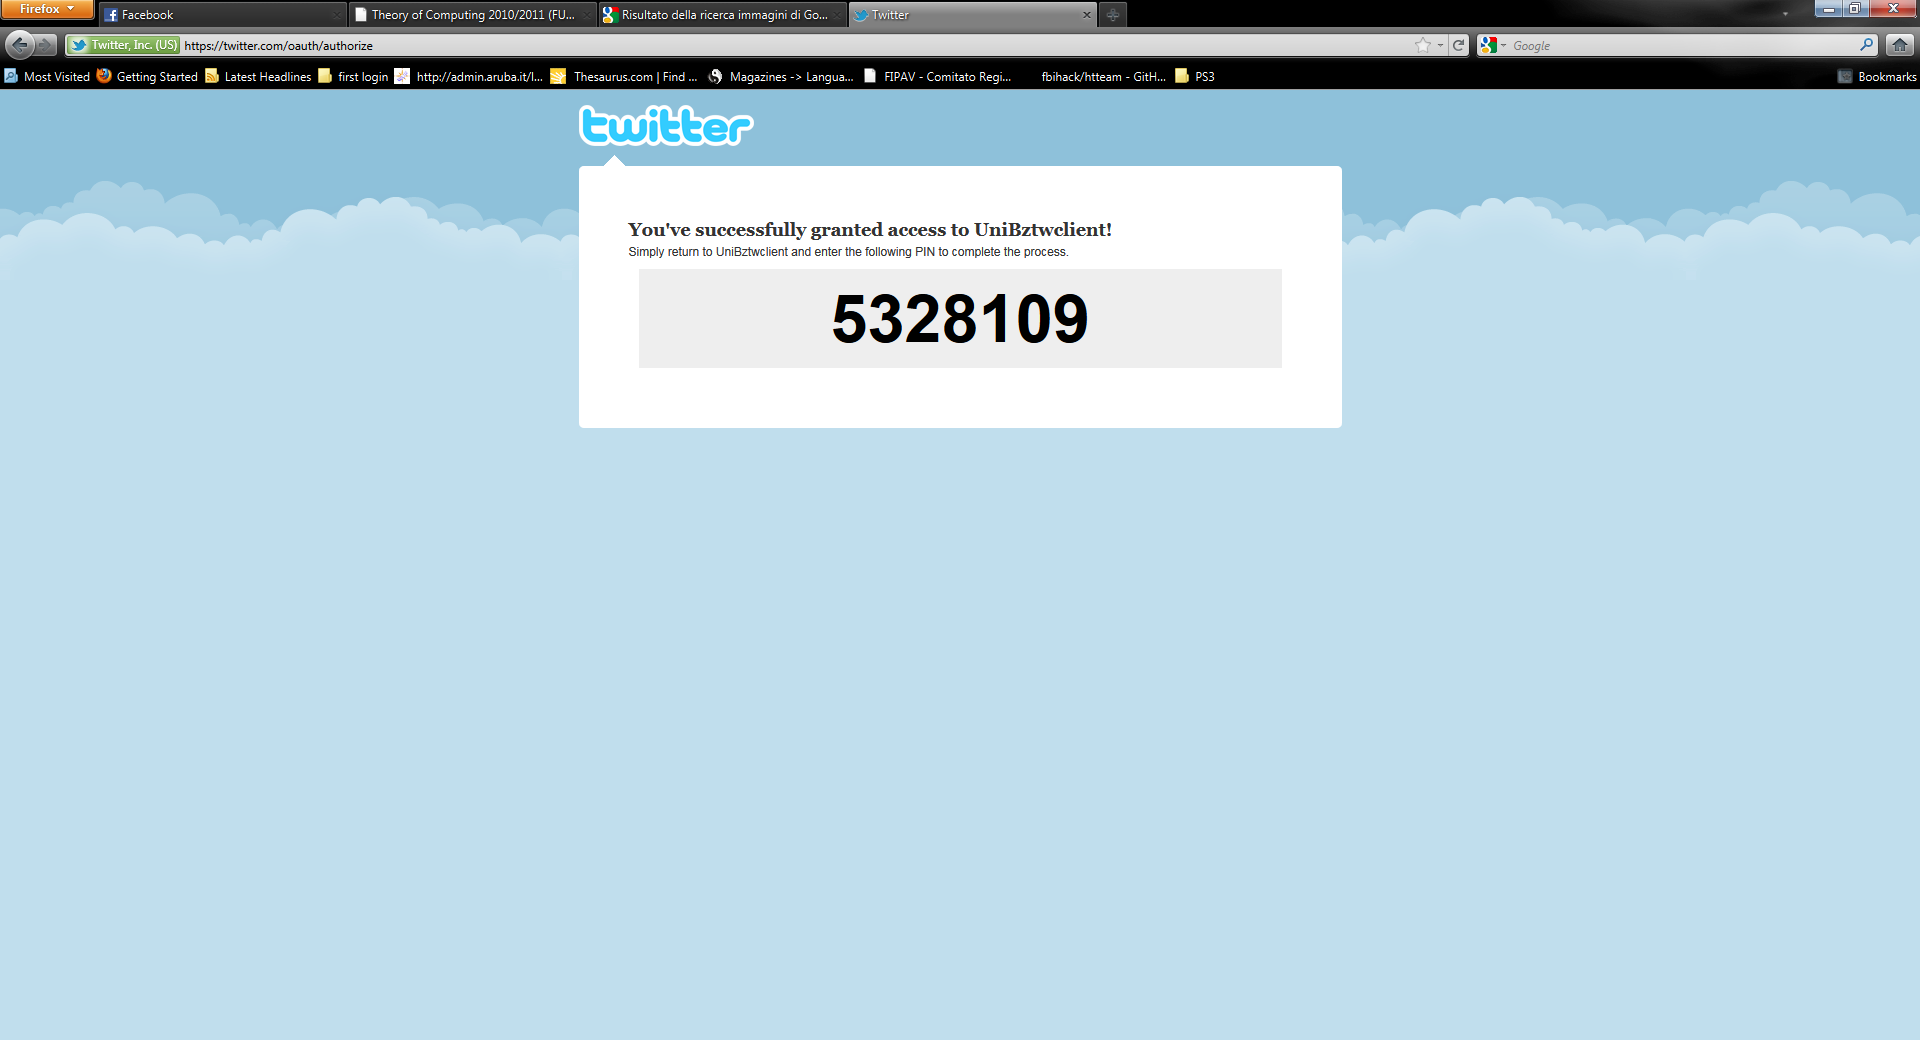 Firefox
Facebook
Theory of Computing 2010/2011 (FU...
Risultato della ricerca immagini di Go...
Twitter
Twitter, Inc. (US) https://twitter.com/oauth/authorize
Google
Most Visited
Getting Started
Latest Headlines
first login
http://admin.aruba.it/l...
Thesaurus.com | Find ...
Magazines -> Langua...
FIPAV - Comitato Regi...
fbihack/htteam - GitH...
PS3
Bookmarks
twitter
You've successfully granted access to UniBztwclient!
Simply return to UniBztwclient and enter the following PIN to complete the process.
5328109